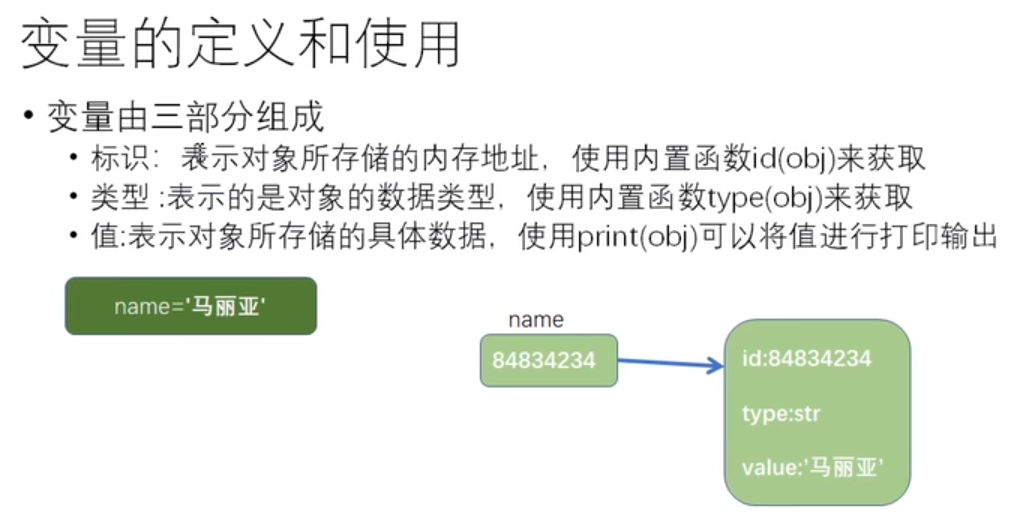 变量的定义和使用
• 变量由三部分组成
• 标识： 表示对象所存储的内存地址， 使用内置函数id(obj)来获取
• 类型 :表示的是对象的数据类型， 使用内置函数type(obj)来获取
• 值:表示对象所存储的具体数据， 使用print(obj)可以将值进行打印输出
name='马丽亚'
name
84834234
id:84834234
type:str
value:'马丽亚'